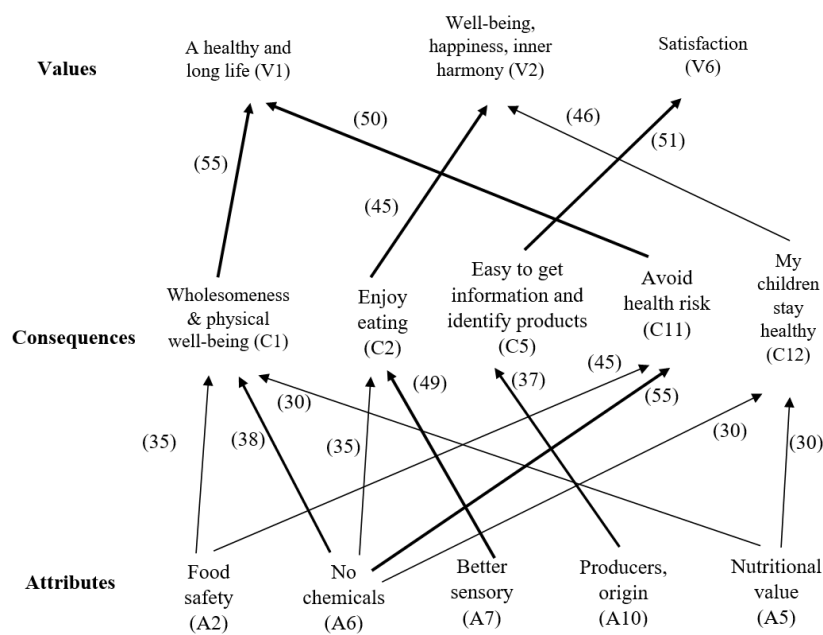 Values
A healthy and
long life (V1)
Well-being,
happiness, inner
harmony (V2)
Satisfaction
(V6)
(55)
(50)
(45)
(46)
(51)
Consequences
Wholesomeness
& physical
well-being (C1)
Enjoy
eating
(C2)
Easy to get
information and
identify products
(C5)
Avoid
health risk
(C11)
My
children
stay
healthy
(C12)
(35)
(38)
(30)
(35)
(49)
(37)
(45)
(55)
(30)
(30)
Attributes
Food
safety
(A2)
No
chemicals
(A6)
Better
sensory
(A7)
Producers,
origin
(A10)
Nutritional
value
(A5)